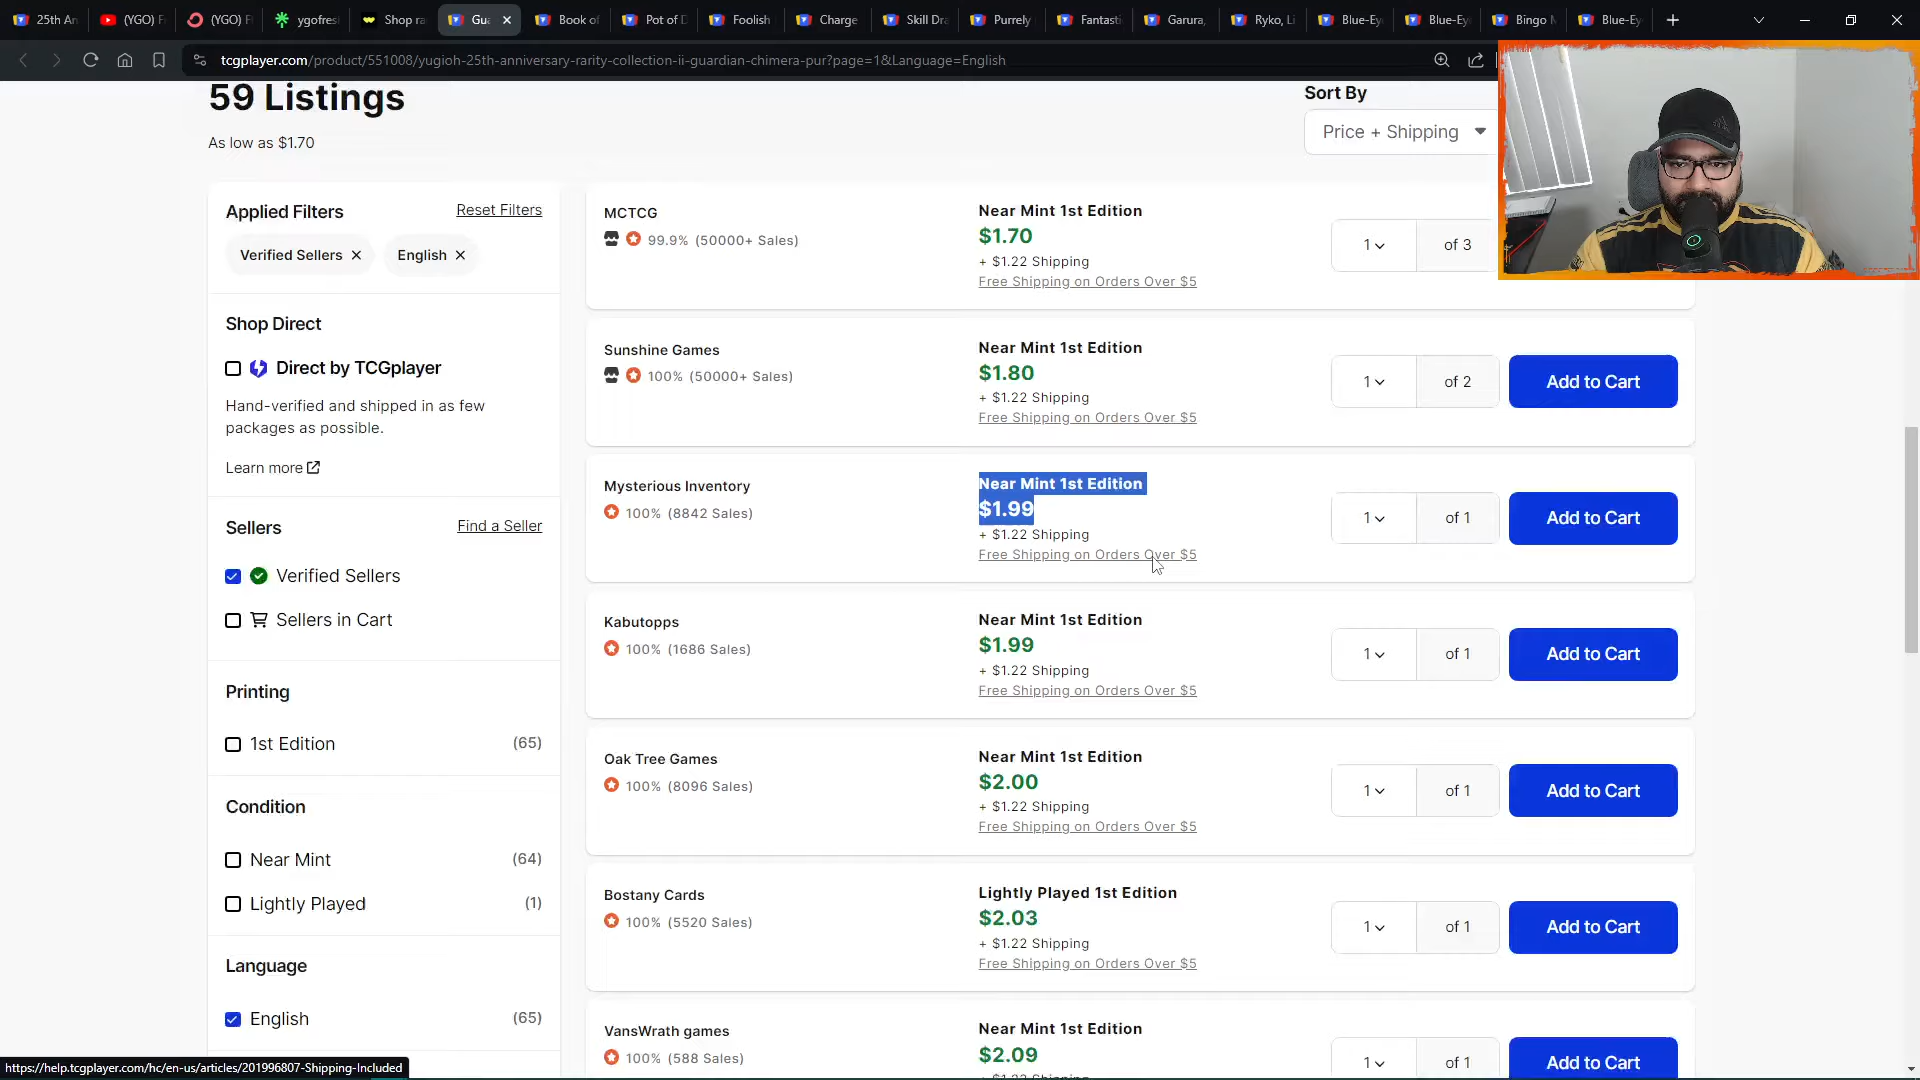 25th An
(YGO) F
(YGO) F
ygofres
Shop ra
Gua
Book of
Pot of D
Foolish
Charge
Skill Dra
Purrely
Fantasti
Garura,
Ryko, Li
Blue-Ey
Blue-Ey
Bingo M
Blue-Ey
tcgplayer.com/product/551008/yugioh-25th-anniversary-rarity-collection-ii-guardian-chimera-pur?page=1&Language=English
59 Listings
As low as $1.70
Sort By
Price + Shipping
Applied Filters
Reset Filters
Verified Sellers
English
Shop Direct
Direct by TCGplayer
Hand-verified and shipped in as few
packages as possible.
Learn more
Sellers
Find a Seller
Verified Sellers
Sellers in Cart
Printing
1st Edition (65)
Condition
Near Mint (64)
Lightly Played (1)
Language
English (65)
MCTCG
99.9% (50000+ Sales)
Near Mint 1st Edition
$1.70
+ $1.22 Shipping
Free Shipping on Orders Over $5
1 of 3
Sunshine Games
100% (50000+ Sales)
Near Mint 1st Edition
$1.80
+ $1.22 Shipping
Free Shipping on Orders Over $5
1 of 2
Add to Cart
Mysterious Inventory
100% (8842 Sales)
Near Mint 1st Edition
$1.99
+ $1.22 Shipping
Free Shipping on Orders Over $5
1 of 1
Add to Cart
Kabutopps
100% (1686 Sales)
Near Mint 1st Edition
$1.99
+ $1.22 Shipping
Free Shipping on Orders Over $5
1 of 1
Add to Cart
Oak Tree Games
100% (8096 Sales)
Near Mint 1st Edition
$2.00
+ $1.22 Shipping
Free Shipping on Orders Over $5
1 of 1
Add to Cart
Bostany Cards
100% (5520 Sales)
Lightly Played 1st Edition
$2.03
+ $1.22 Shipping
Free Shipping on Orders Over $5
1 of 1
Add to Cart
VansWrath games
100% (588 Sales)
Near Mint 1st Edition
$2.09
+ $1.22 Shipping
1 of 1
Add to Cart
https://help.tcgplayer.com/hc/en-us/articles/201996807-Shipping-Included